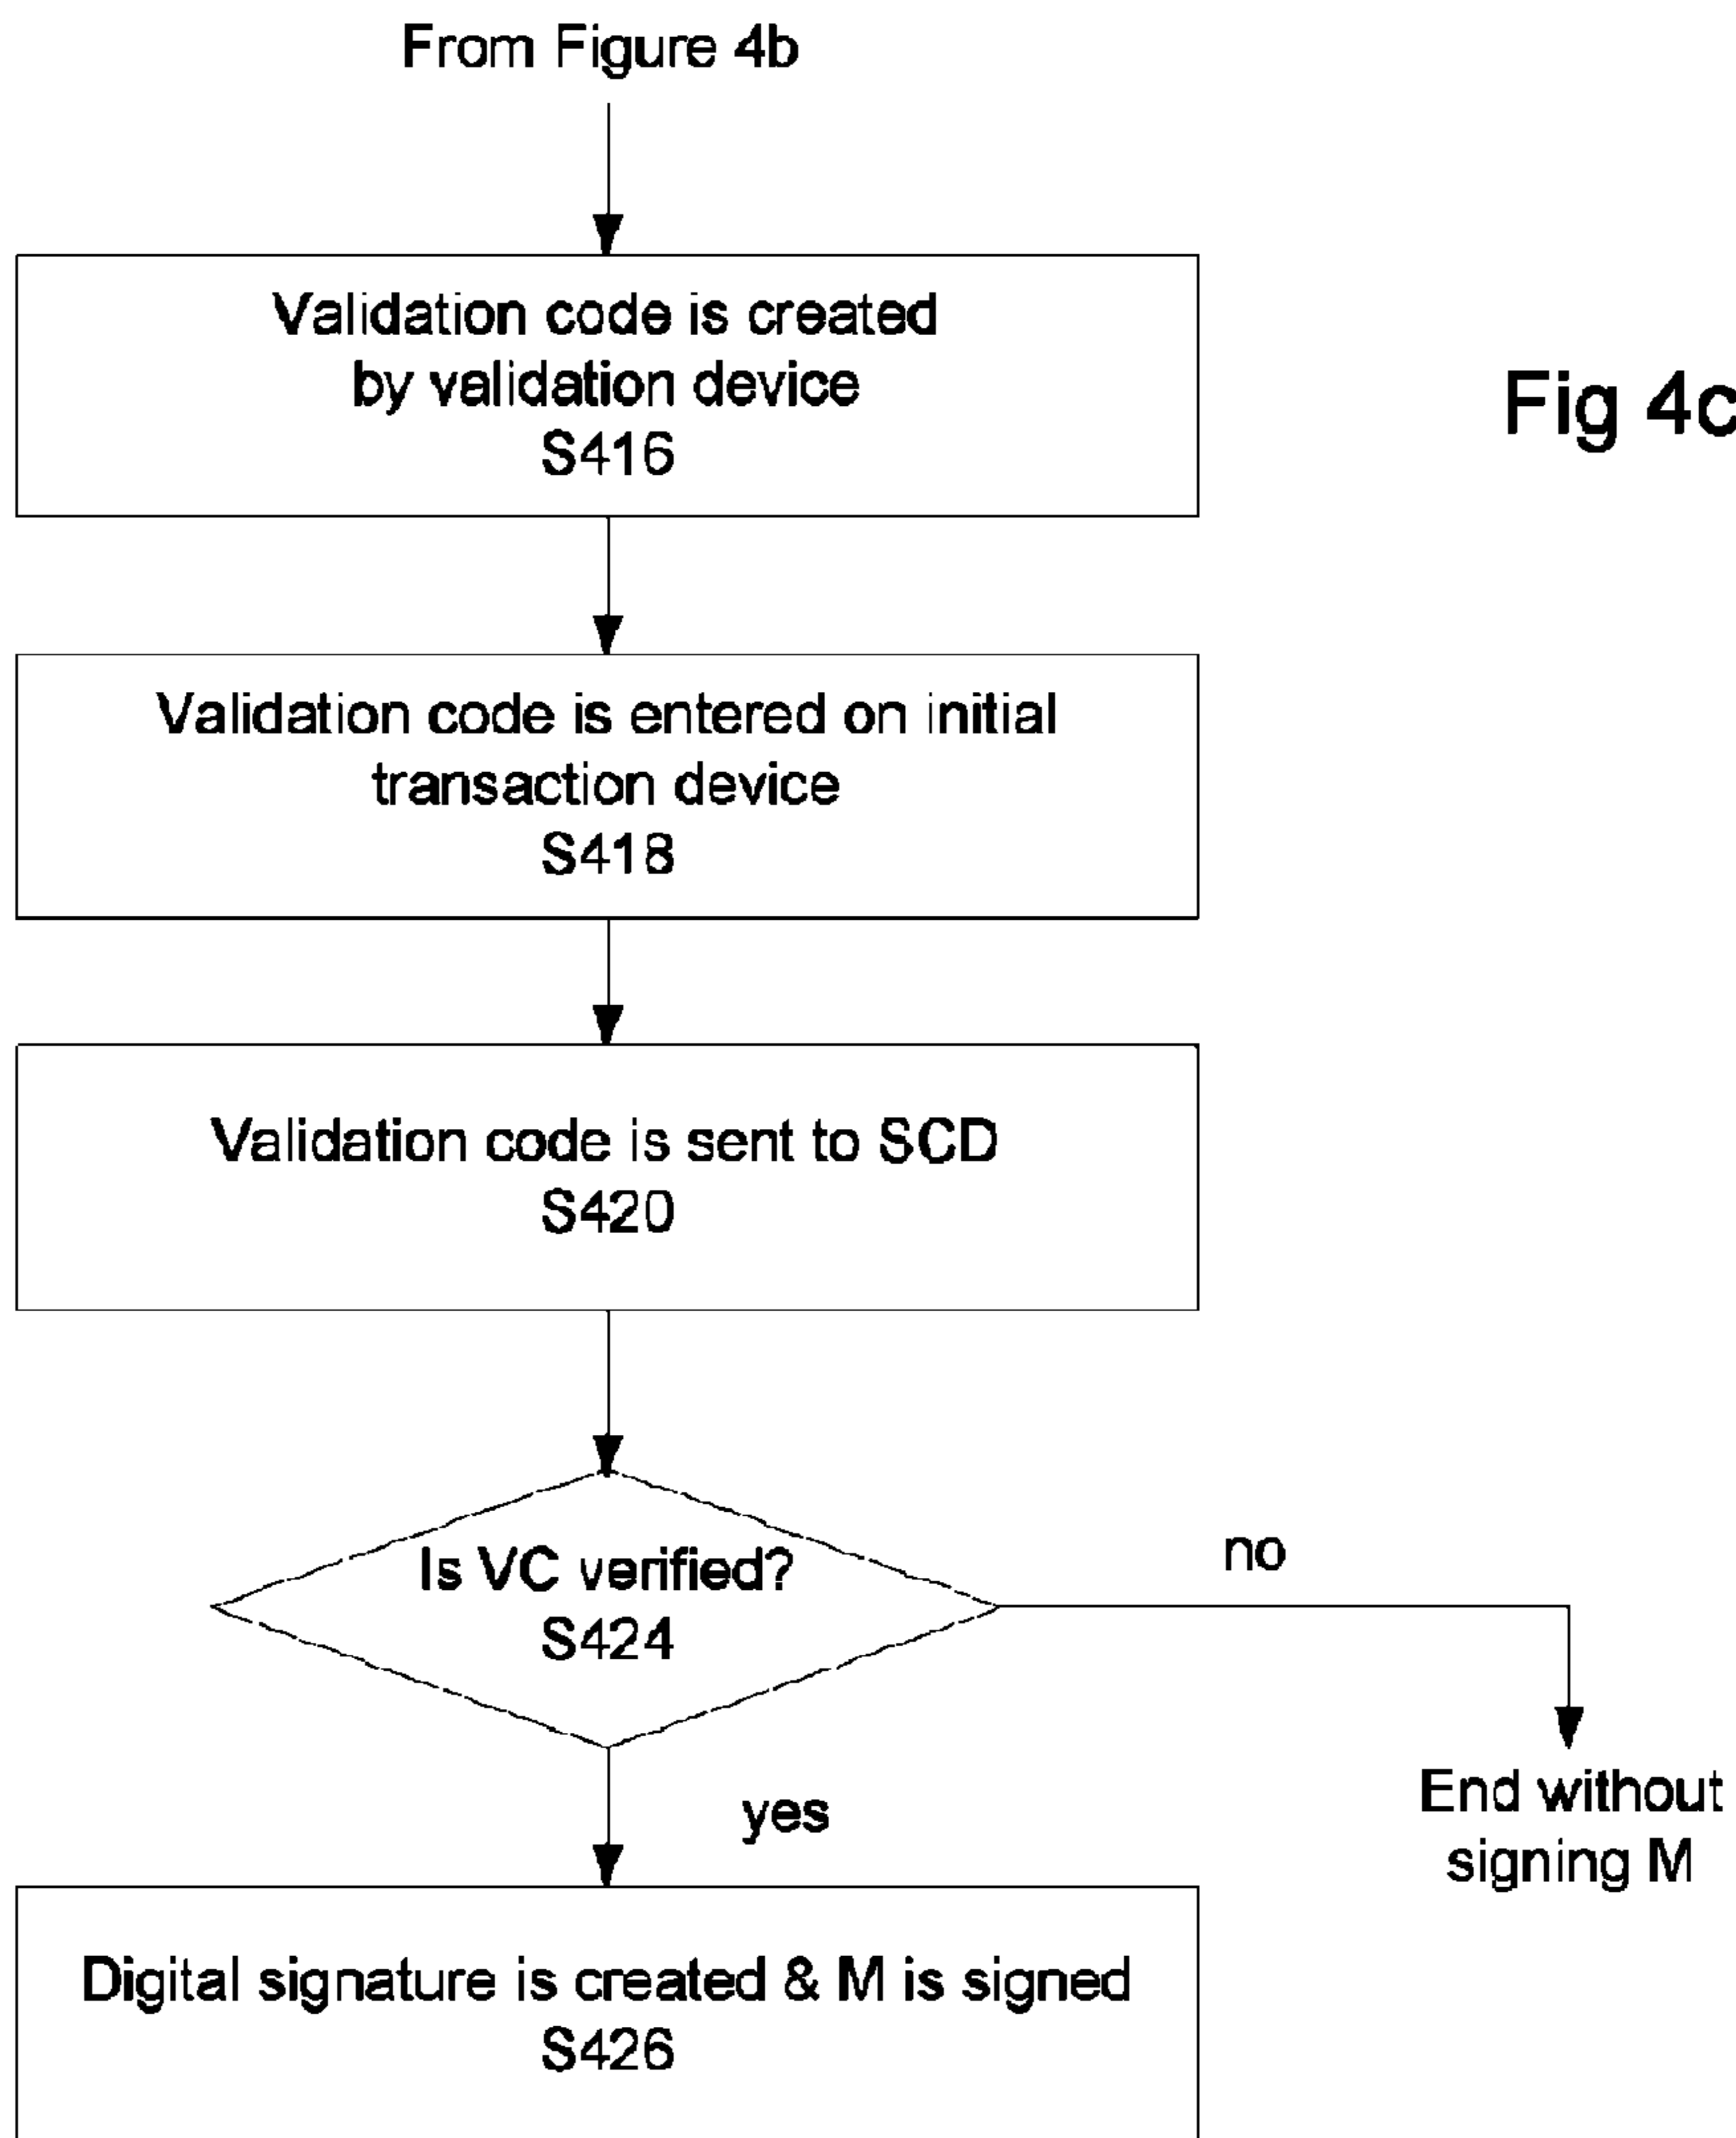 From Figure 4b
Validation code is created
by validation device
S416
Fig 4c
Validation code is entered on initial
transaction device
S418
Validation code is sent to SCD
S420
Is VC verified?
S424
no
yes
End without
signing M
Digital signature is created & M is signed
S426